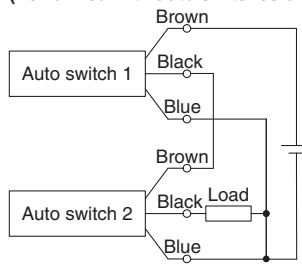 Brown
Black
Auto switch 1
Blue
Brown
Black Load
Auto switch 2
Blue